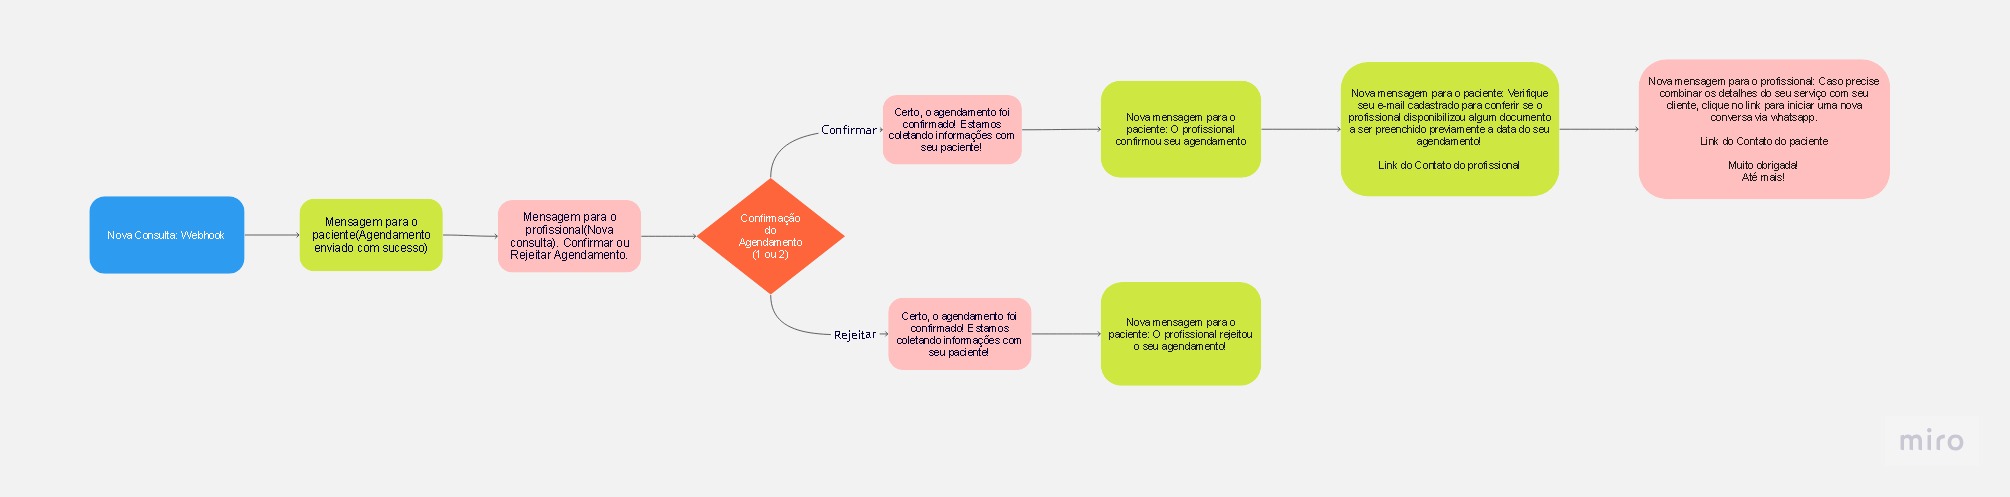 Nova Consulta: Webhook
Mensagem para o
paciente(Agendamento
enviado com sucesso)
Mensagem para o
profissional(Nova
consulta). Confirmar ou
Rejeitar Agendamento.
Confirmação
do
Agendamento
(1 ou 2)
Confirmar
Certo, o agendamento foi
confirmado! Estamos
coletando informações com
seu paciente!
Nova mensagem para o
paciente: O profissional
confirmou seu agendamento
Nova mensagem para o paciente: Verifique
seu e-mail cadastrado para conferir se o
profissional disponibilizou algum documento
a ser preenchido previamente a data do seu
agendamento!
Link do Contato do profissional
Nova mensagem para o profissional: Caso precise
combinar os detalhes do seu serviço com seu
cliente, clique no link para iniciar uma nova
conversa via whatsapp.
Link do Contato do paciente
Muito obrigada!
Até mais!
Rejeitar
Certo, o agendamento foi
confirmado! Estamos
coletando informações com
seu paciente!
Nova mensagem para o
paciente: O profissional rejeitou
o seu agendamento!
miro